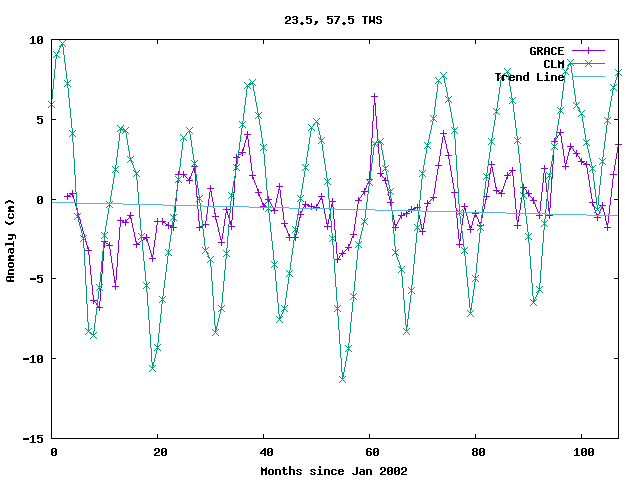 23.5, 57.5 TWS
GRACE
CLM
Trend Line
10
5
0
-5
-10
-15
Anomaly (cm)
0 20 40 60 80 100
Months since Jan 2002